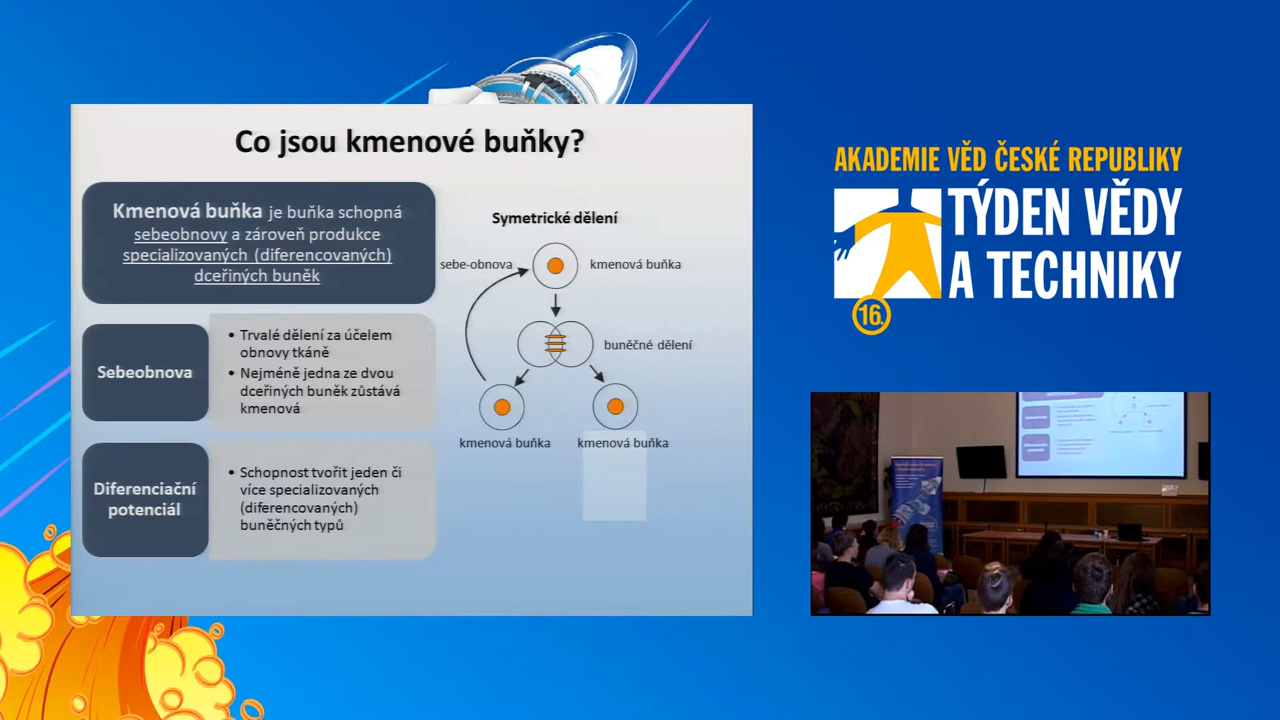 Co jsou kmenové buňky?
Kmenová buňka je buňka schopná
sebeobnovy a zároveň produkce
specializovaných (diferencovaných)
dceřiných buněk
Sebeobnova
• Trvalé dělení za účelem
obnovy tkáně
• Nejméně jedna ze dvou
dceřiných buněk zůstává
kmenová
Diferenciační
potenciál
• Schopnost tvořit jeden či
více specializovaných
(diferencovaných)
buněčných typů
Symetrické dělení
sebe-obnova
kmenová buňka
buněčné dělení
kmenová buňka
kmenová buňka
AKADEMIE VĚD ČESKÉ REPUBLIKY
TÝDEN VĚDY
A TECHNIKY
16.